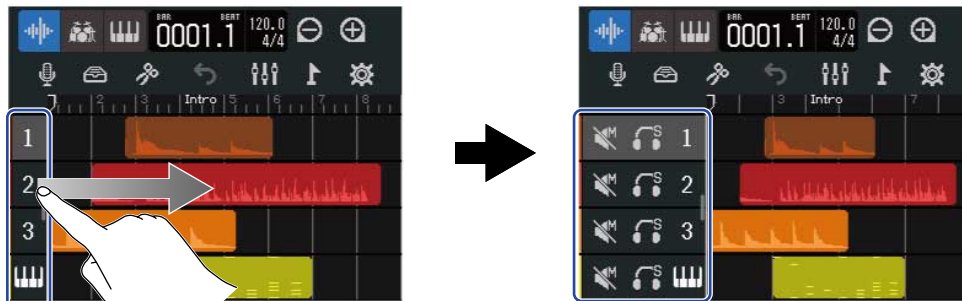 BAR BEAT 120.0
0001.1 4/4
2 3 Intro 5 6 7 8
1
2
3
BAR BEAT 120.0
0001.1 4/4
3 Intro 7
M S 1
M S 2
M S 3
M S